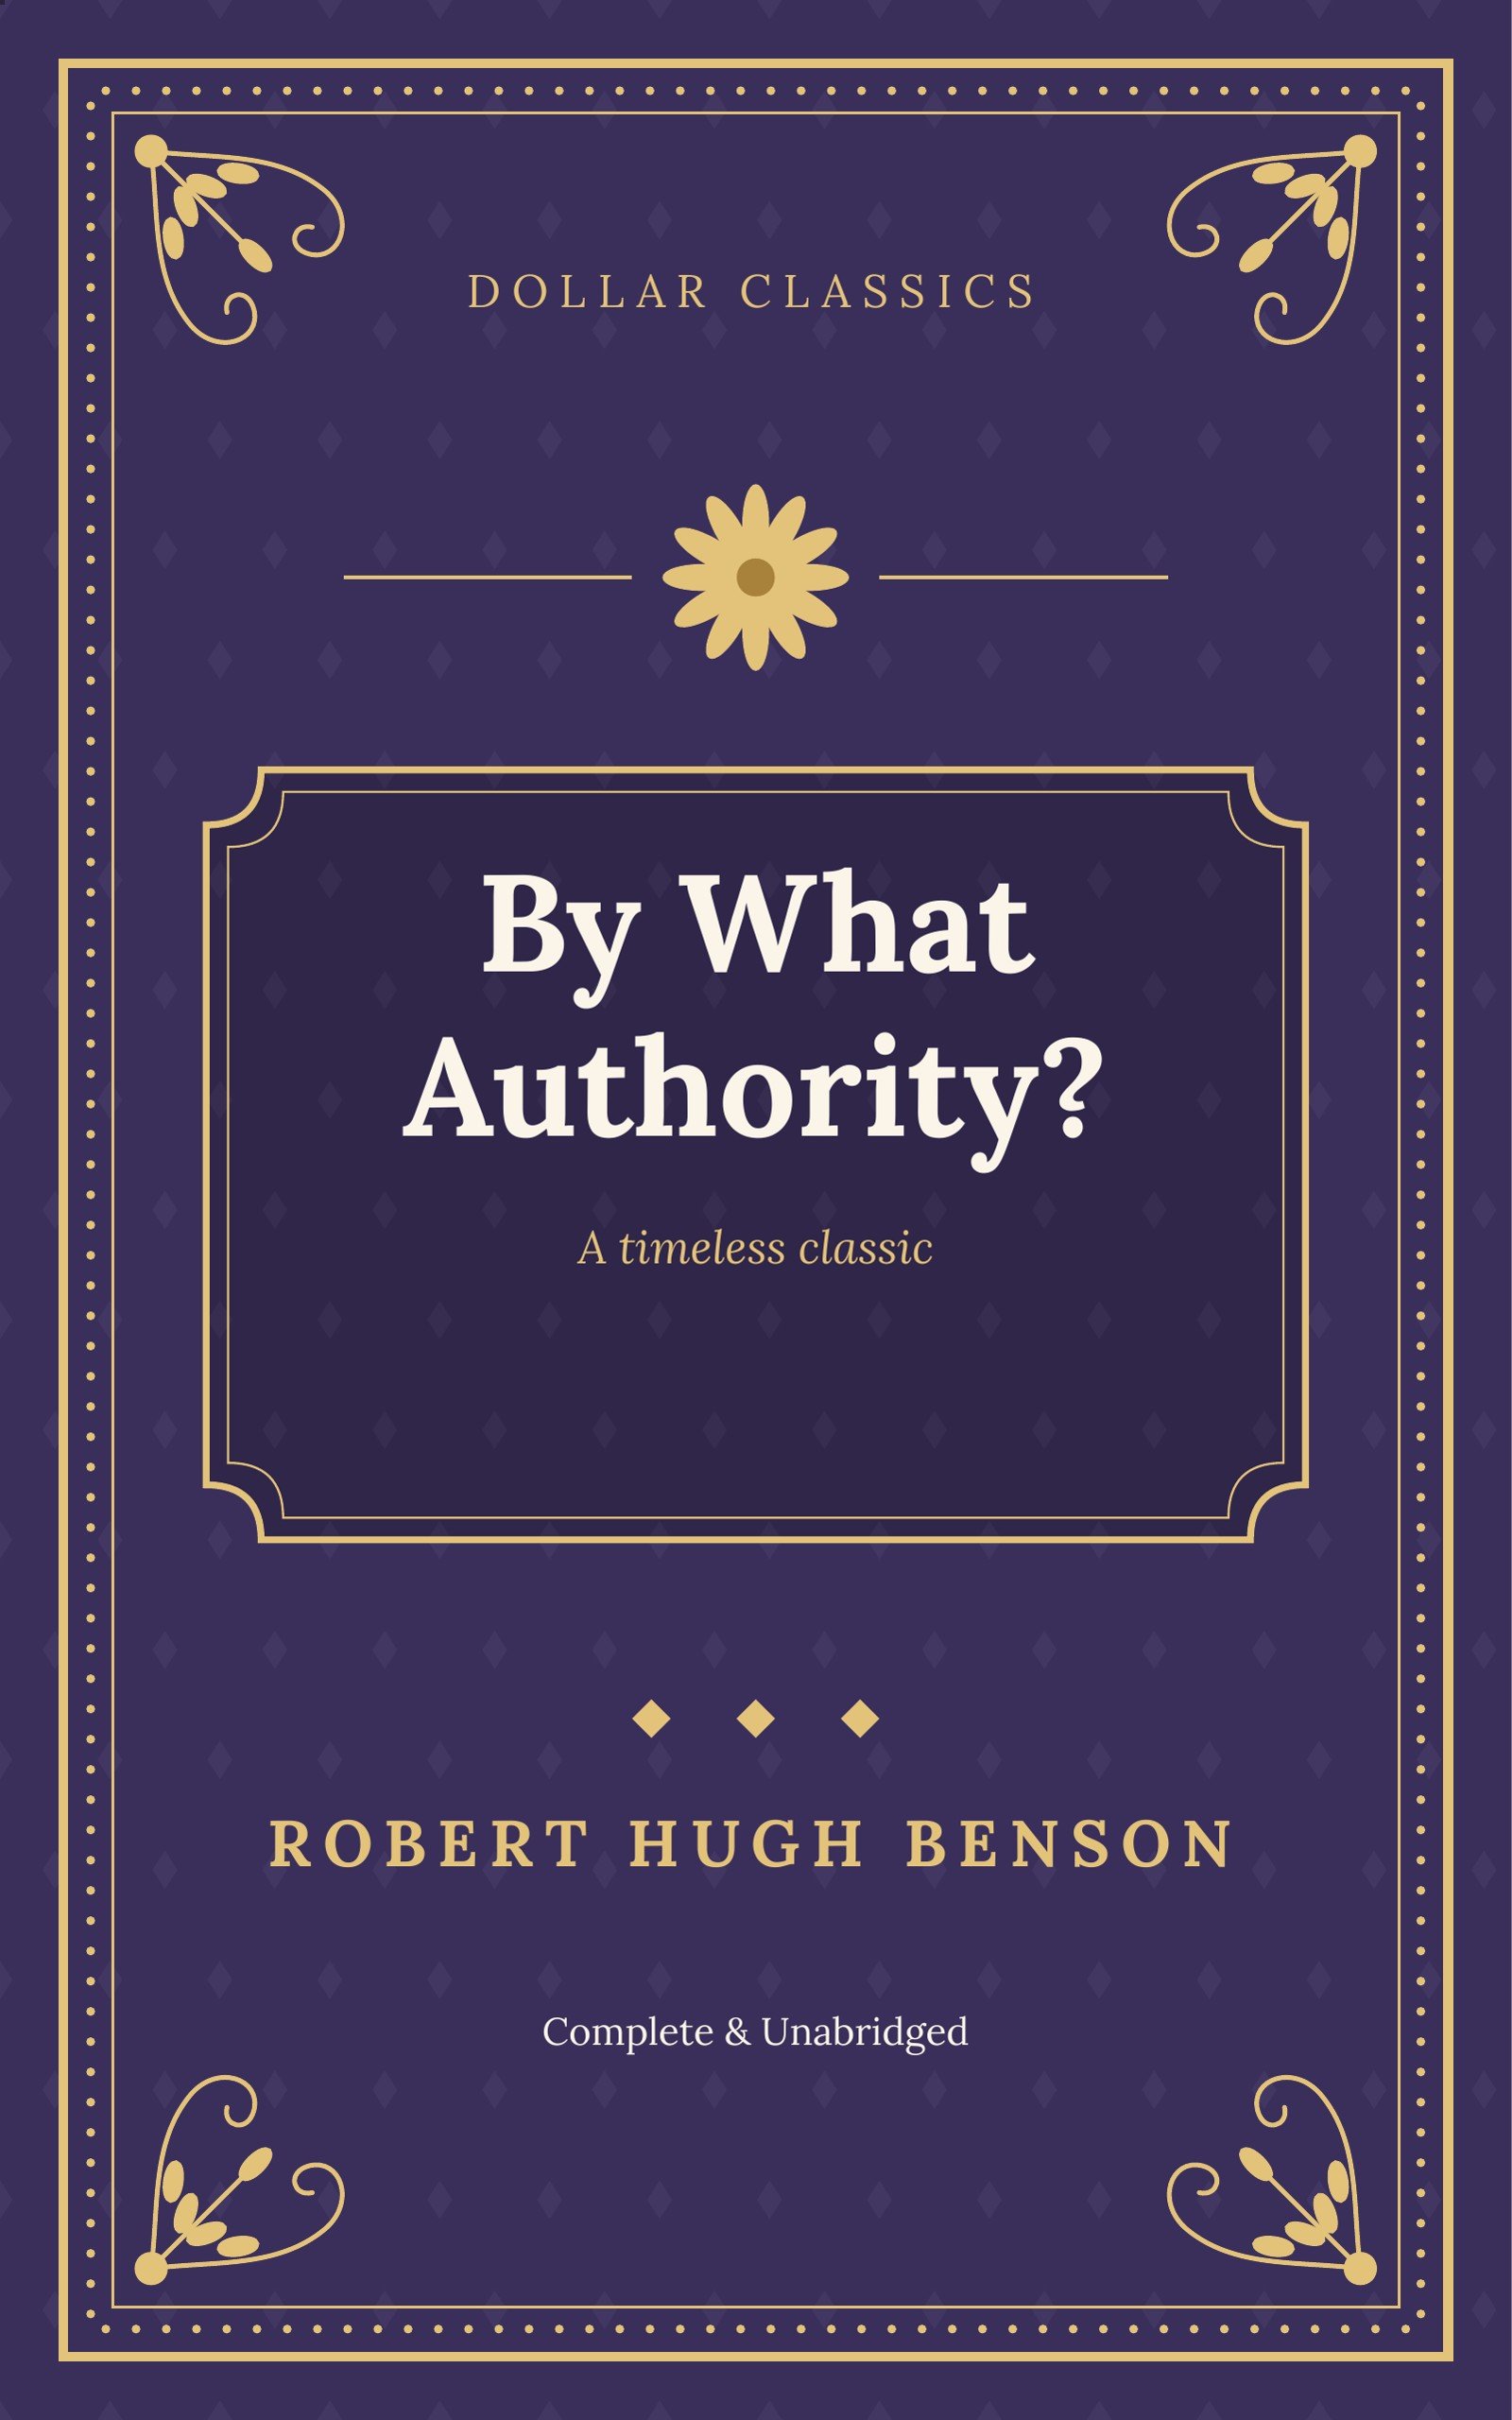 DOLLAR CLASSICS
By What
Authority?
A timeless classic
ROBERT HUGH BENSON
Complete & Unabridged